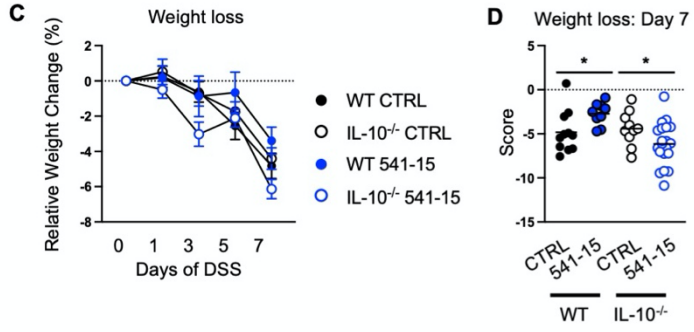 C
Weight loss
Relative Weight Change (%)
2
0
-2
-4
-6
-8
0 1 3 5 7
Days of DSS
WT CTRL
IL-10⁻/⁻ CTRL
WT 541-15
IL-10⁻/⁻ 541-15
D
Weight loss: Day 7
Score
5
0
-5
-10
-15
* *
CTRL 541-15 CTRL 541-15
WT IL-10⁻/⁻